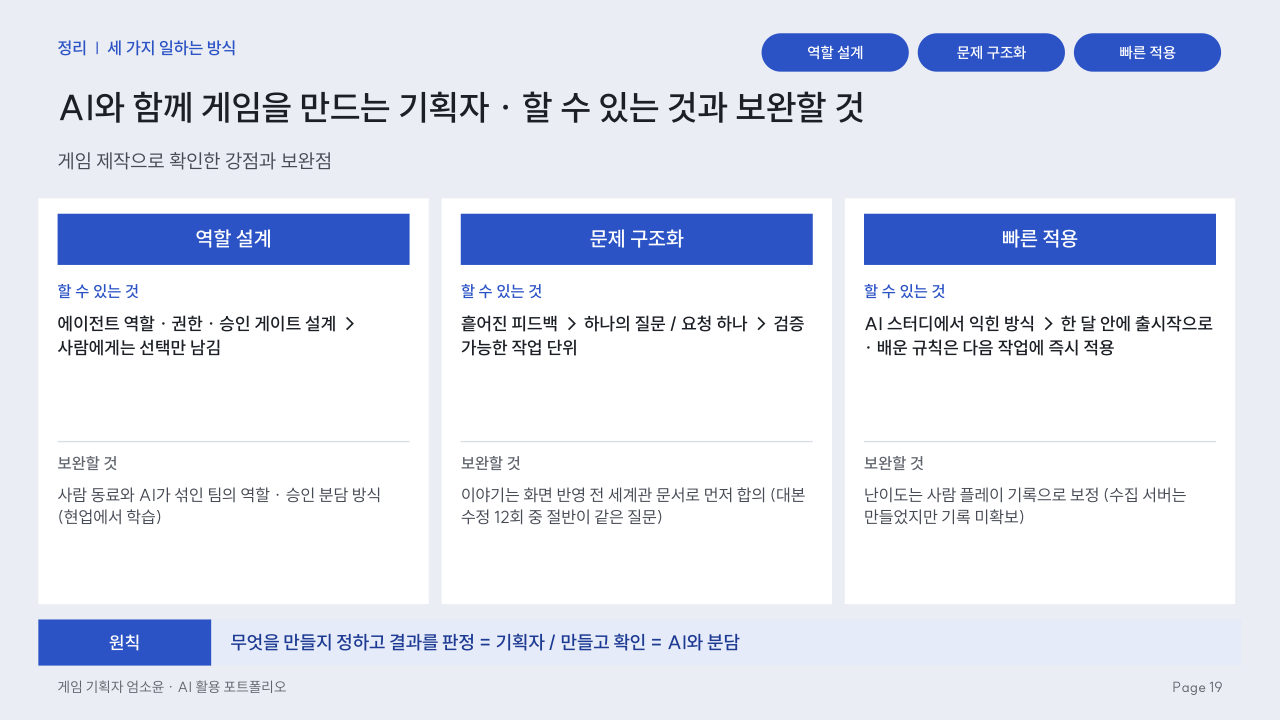 정리 | 세 가지 일하는 방식
역할 설계
문제 구조화
빠른 적용
AI와 함께 게임을 만드는 기획자 · 할 수 있는 것과 보완할 것
게임 제작으로 확인한 강점과 보완점
역할 설계
할 수 있는 것
에이전트 역할 · 권한 · 승인 게이트 설계 >
사람에게는 선택만 남김
보완할 것
사람 동료와 AI가 섞인 팀의 역할 · 승인 분담 방식
(현업에서 학습)
문제 구조화
할 수 있는 것
흩어진 피드백 > 하나의 질문 / 요청 하나 > 검증
가능한 작업 단위
보완할 것
이야기는 화면 반영 전 세계관 문서로 먼저 합의 (대본
수정 12회 중 절반이 같은 질문)
빠른 적용
할 수 있는 것
AI 스터디에서 익힌 방식 > 한 달 안에 출시작으로
· 배운 규칙은 다음 작업에 즉시 적용
보완할 것
난이도는 사람 플레이 기록으로 보정 (수집 서버는
만들었지만 기록 미확보)
원칙
무엇을 만들지 정하고 결과를 판정 = 기획자 / 만들고 확인 = AI와 분담
게임 기획자 엄소윤 · AI 활용 포트폴리오
Page 19